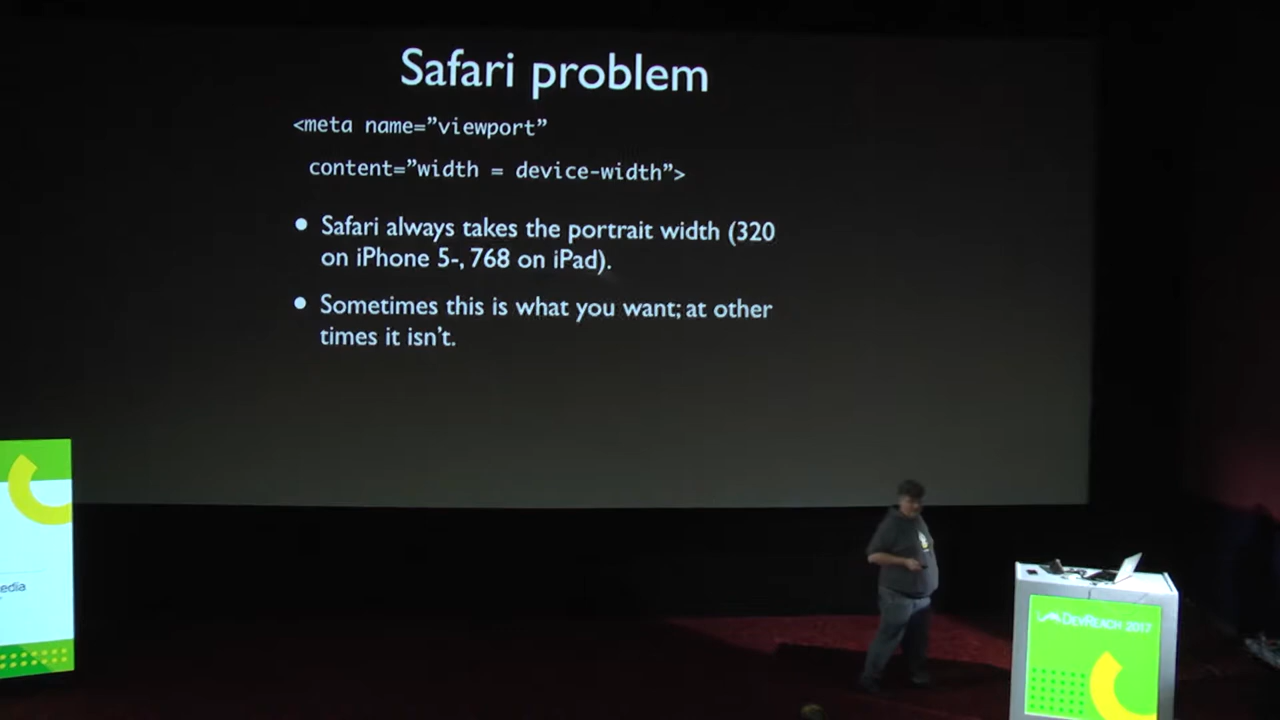 Safari problem
<meta name=”viewport”
content=”width = device-width”>
• Safari always takes the portrait width (320
on iPhone 5-, 768 on iPad).
• Sometimes this is what you want; at other
times it isn’t.
edia
DEVREACH 2017